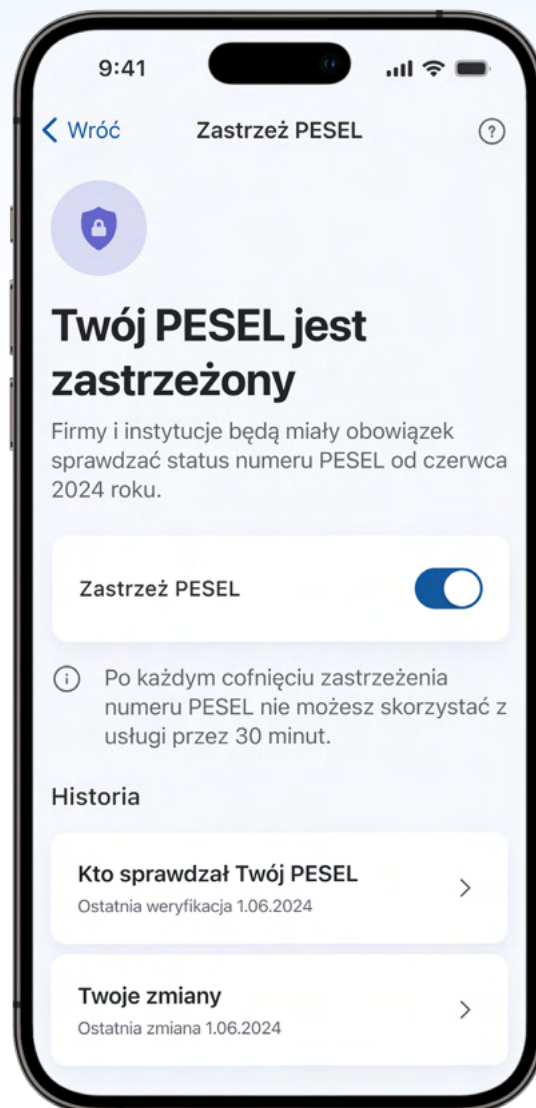 9:41
Wróć
Zastrzeż PESEL
?
Twój PESEL jest
zastrzeżony
Firmy i instytucje będą miały obowiązek
sprawdzać status numeru PESEL od czerwca
2024 roku.
Zastrzeż PESEL
Po każdym cofnięciu zastrzeżenia
numeru PESEL nie możesz skorzystać z
usługi przez 30 minut.
Historia
Kto sprawdzał Twój PESEL
Ostatnia weryfikacja 1.06.2024
Twoje zmiany
Ostatnia zmiana 1.06.2024